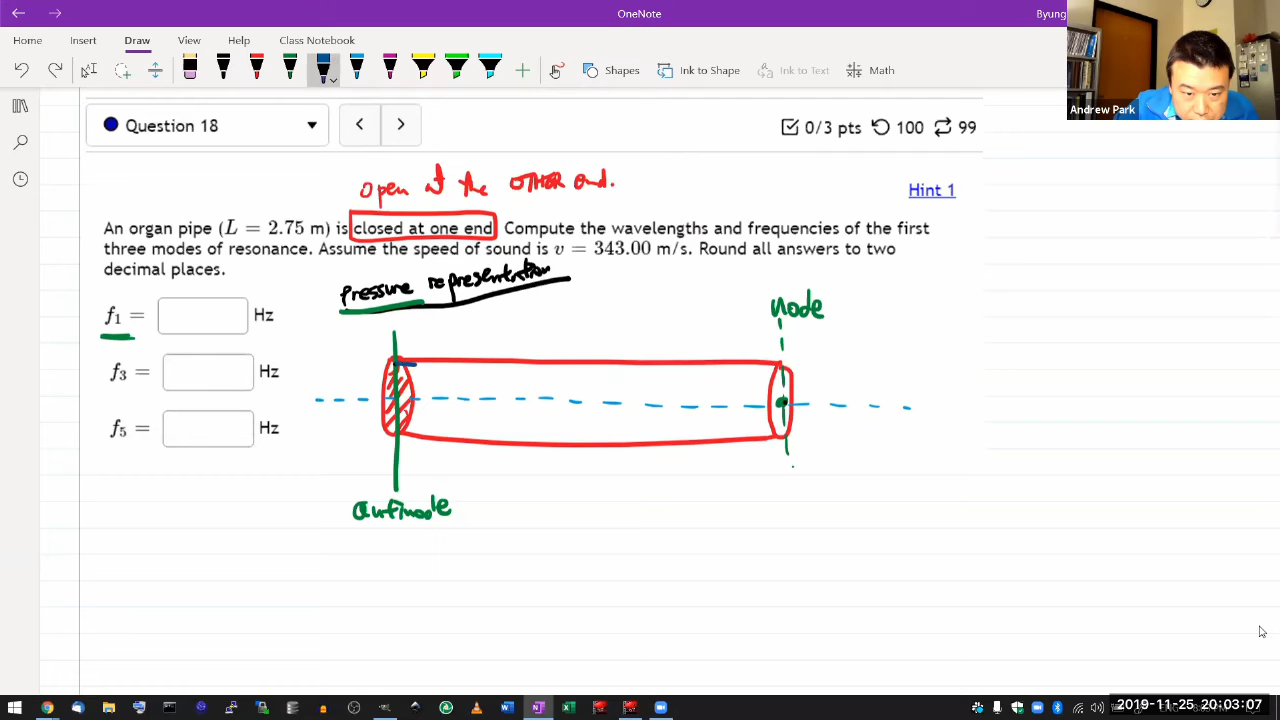 OneNote
Byung
Home Insert Draw View Help Class Notebook
Shapes Ink to Shape Ink to Text Math
Andrew Park
Question 18
0/3 pts 100 99
open at the OTHER end.
Hint 1
An organ pipe (L = 2.75 m) is closed at one end. Compute the wavelengths and frequencies of the first
three modes of resonance. Assume the speed of sound is v = 343.00 m/s. Round all answers to two
decimal places.
Pressure representation
f₁ = Hz
node
f₃ = Hz
f₅ = Hz
antinode
2019-11-25 20:03:07